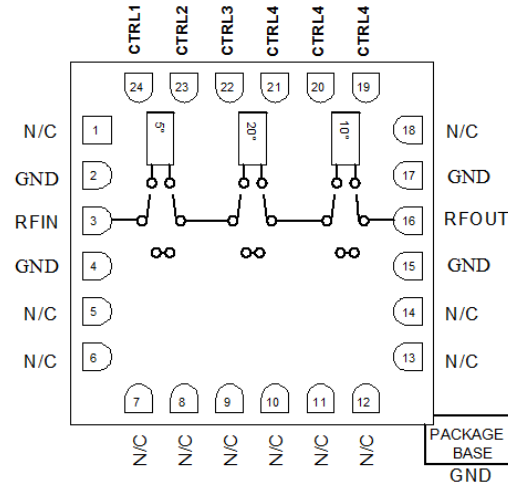 CTRL1 CTRL2 CTRL3 CTRL4 CTRL4 CTRL4
24 23 22 21 20 19
5° 20° 10°
N/C 1 18 N/C
GND 2 17 GND
RFIN 3 16 RFOUT
GND 4 15 GND
N/C 5 14 N/C
N/C 6 13 N/C
7 8 9 10 11 12
N/C N/C N/C N/C N/C N/C
PACKAGE
BASE
GND